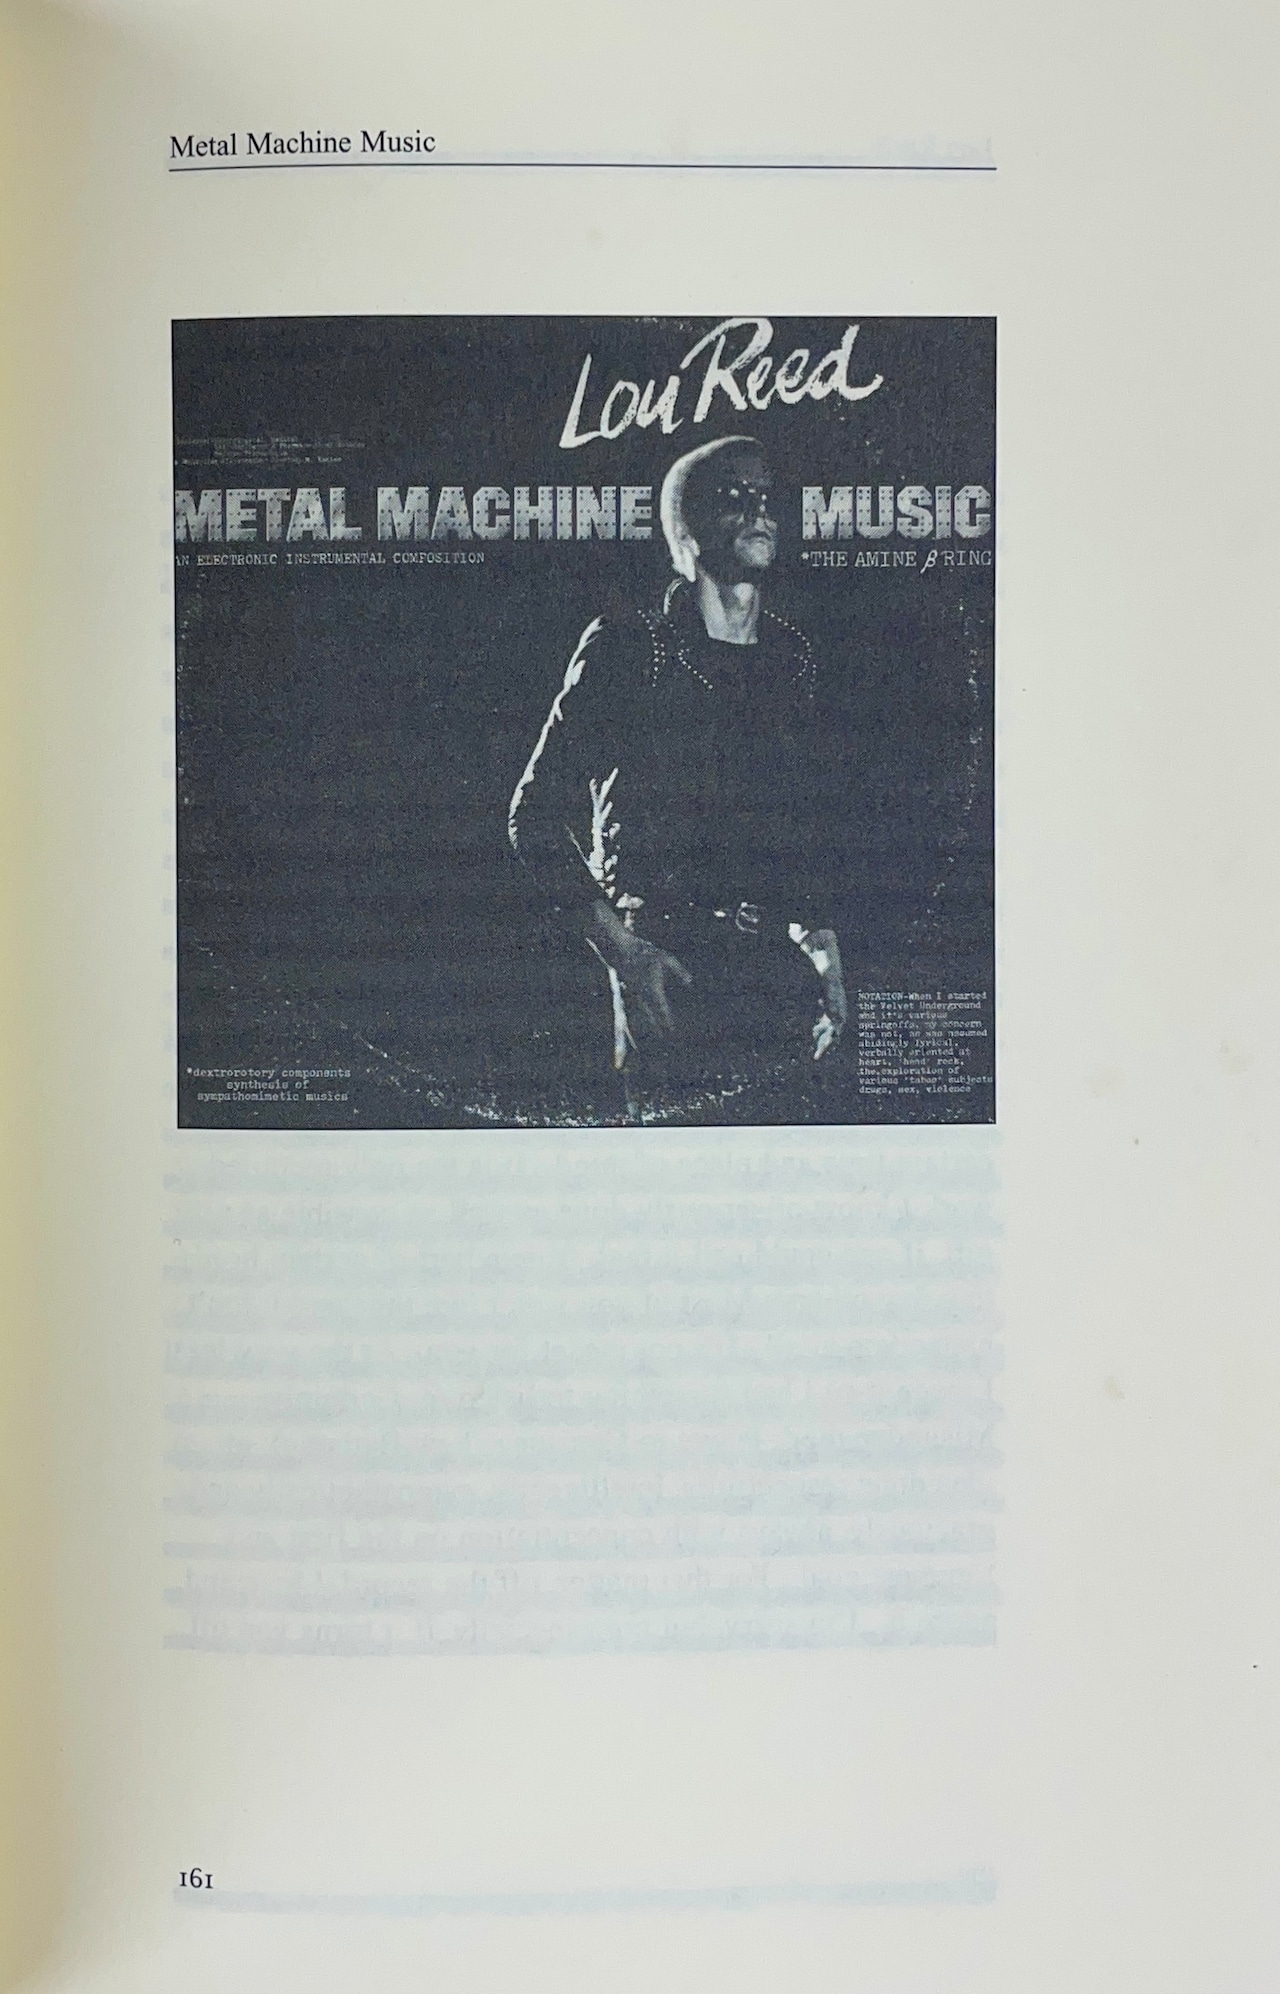 Metal Machine Music
Lou Reed
METAL MACHINE MUSIC
AN ELECTRONIC INSTRUMENTAL COMPOSITION
*THE AMINE β RING
NOTATION-When I started
the Velvet Underground
and it's various
springoffs, my concern
was not, as was assumed
abidingly lyrical,
verbally oriented at
heart, 'head' rock,
the exploration of
various 'taboo' subjects
drugs, sex, violence
*dextrorotory components
synthesis of
sympathomimetic musics
161